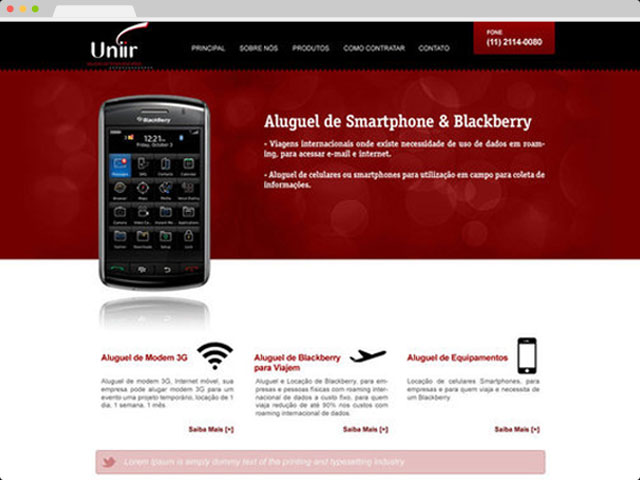 Uniir
PRINCIPAL SOBRE NÓS PRODUTOS COMO CONTRATAR CONTATO
FONE
(11) 2114-0080
BlackBerry
12:21
Friday, October 3
Aluguel de Smartphone & Blackberry
- Viagens internacionais onde existe necessidade de uso de dados em roam-
ing, para acessar e-mail e internet.
- Aluguel de celulares ou smartphones para utilização em campo para coleta de
informações.
Aluguel de Modem 3G
Aluguel de modem 3G, Internet móvel, sua
empresa pode alugar modem 3G para um
evento uma projeto temporário, locação de 1
dia, 1 semana, 1 mês.
Saiba Mais [+]
Aluguel de Blackberry
para Viajem
Aluguel e Locação de Blackberry, para em-
presas e pessoas físicas com roaming inter-
nacional de dados a custo fixo, para quem
viaja redução de até 90% nos custos com
roaming internacional de dados.
Saiba Mais [+]
Aluguel de Equipamentos
Locação de celulares Smartphones, para
empresas e para quem viaja e necessita de
um Blackberry
Saiba Mais [+]
Lorem Ipsum is simply dummy text of the printing and typesetting industry